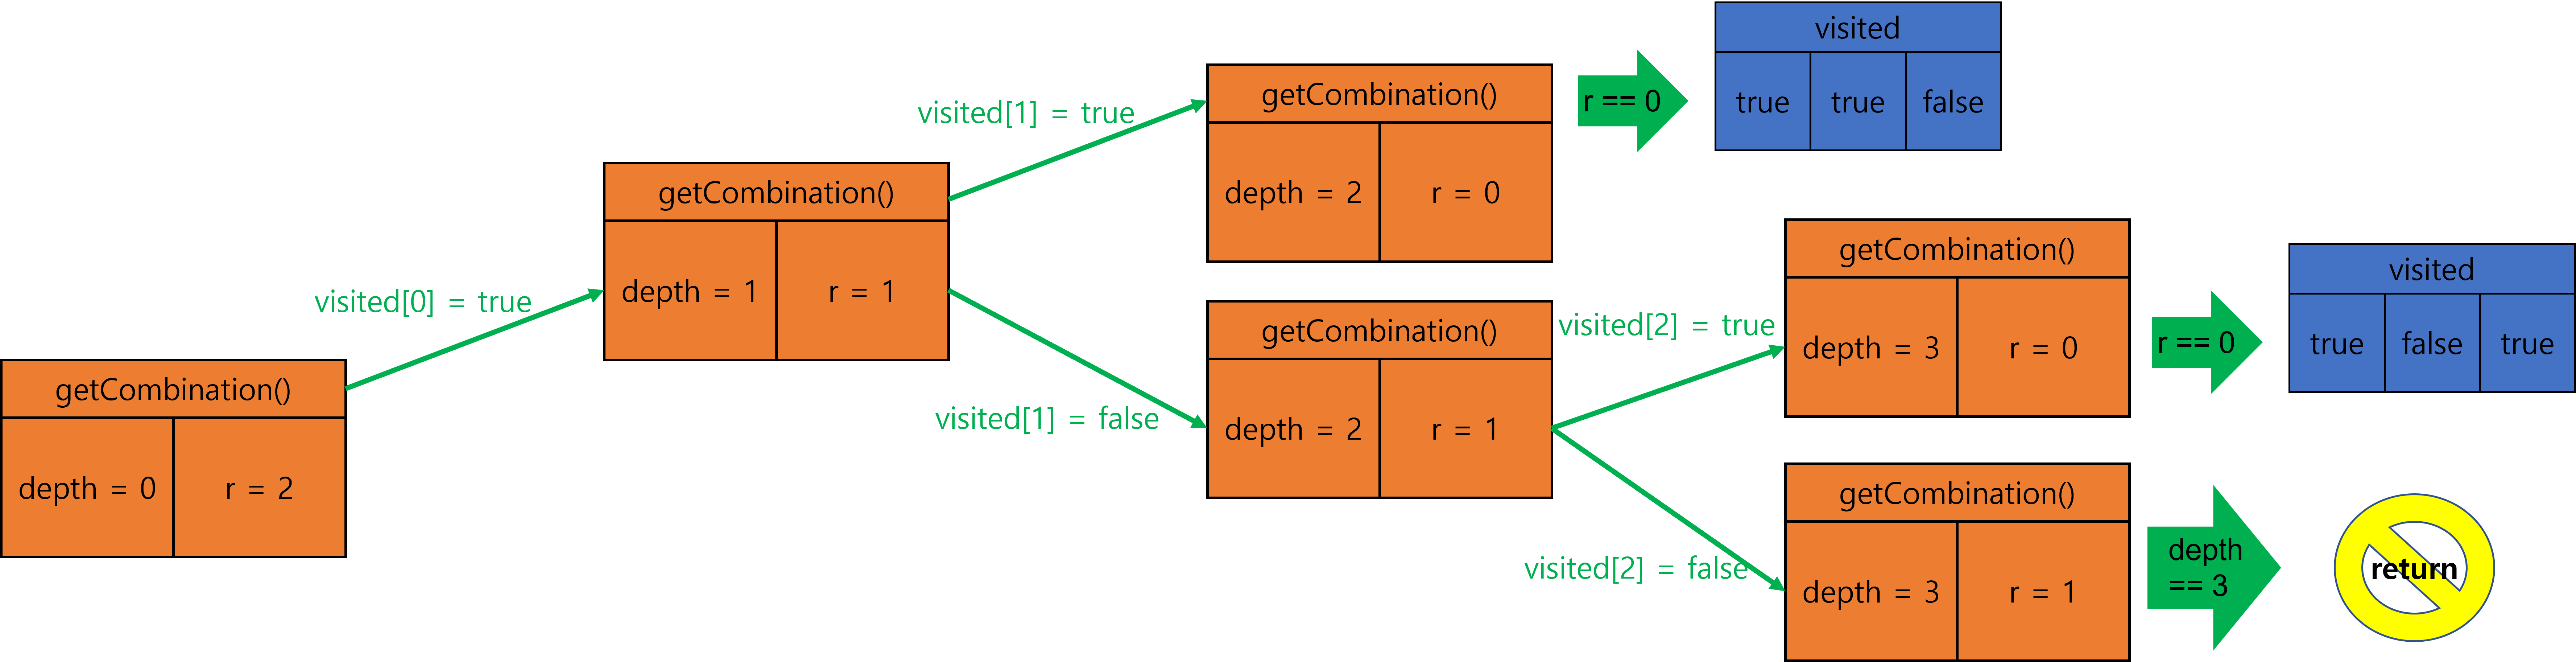 getCombination()
depth = 0
r = 2
visited[0] = true
getCombination()
depth = 1
r = 1
visited[1] = true
getCombination()
depth = 2
r = 0
r == 0
visited
true
true
false
visited[1] = false
getCombination()
depth = 2
r = 1
visited[2] = true
getCombination()
depth = 3
r = 0
r == 0
visited
true
false
true
visited[2] = false
getCombination()
depth = 3
r = 1
depth
== 3
return